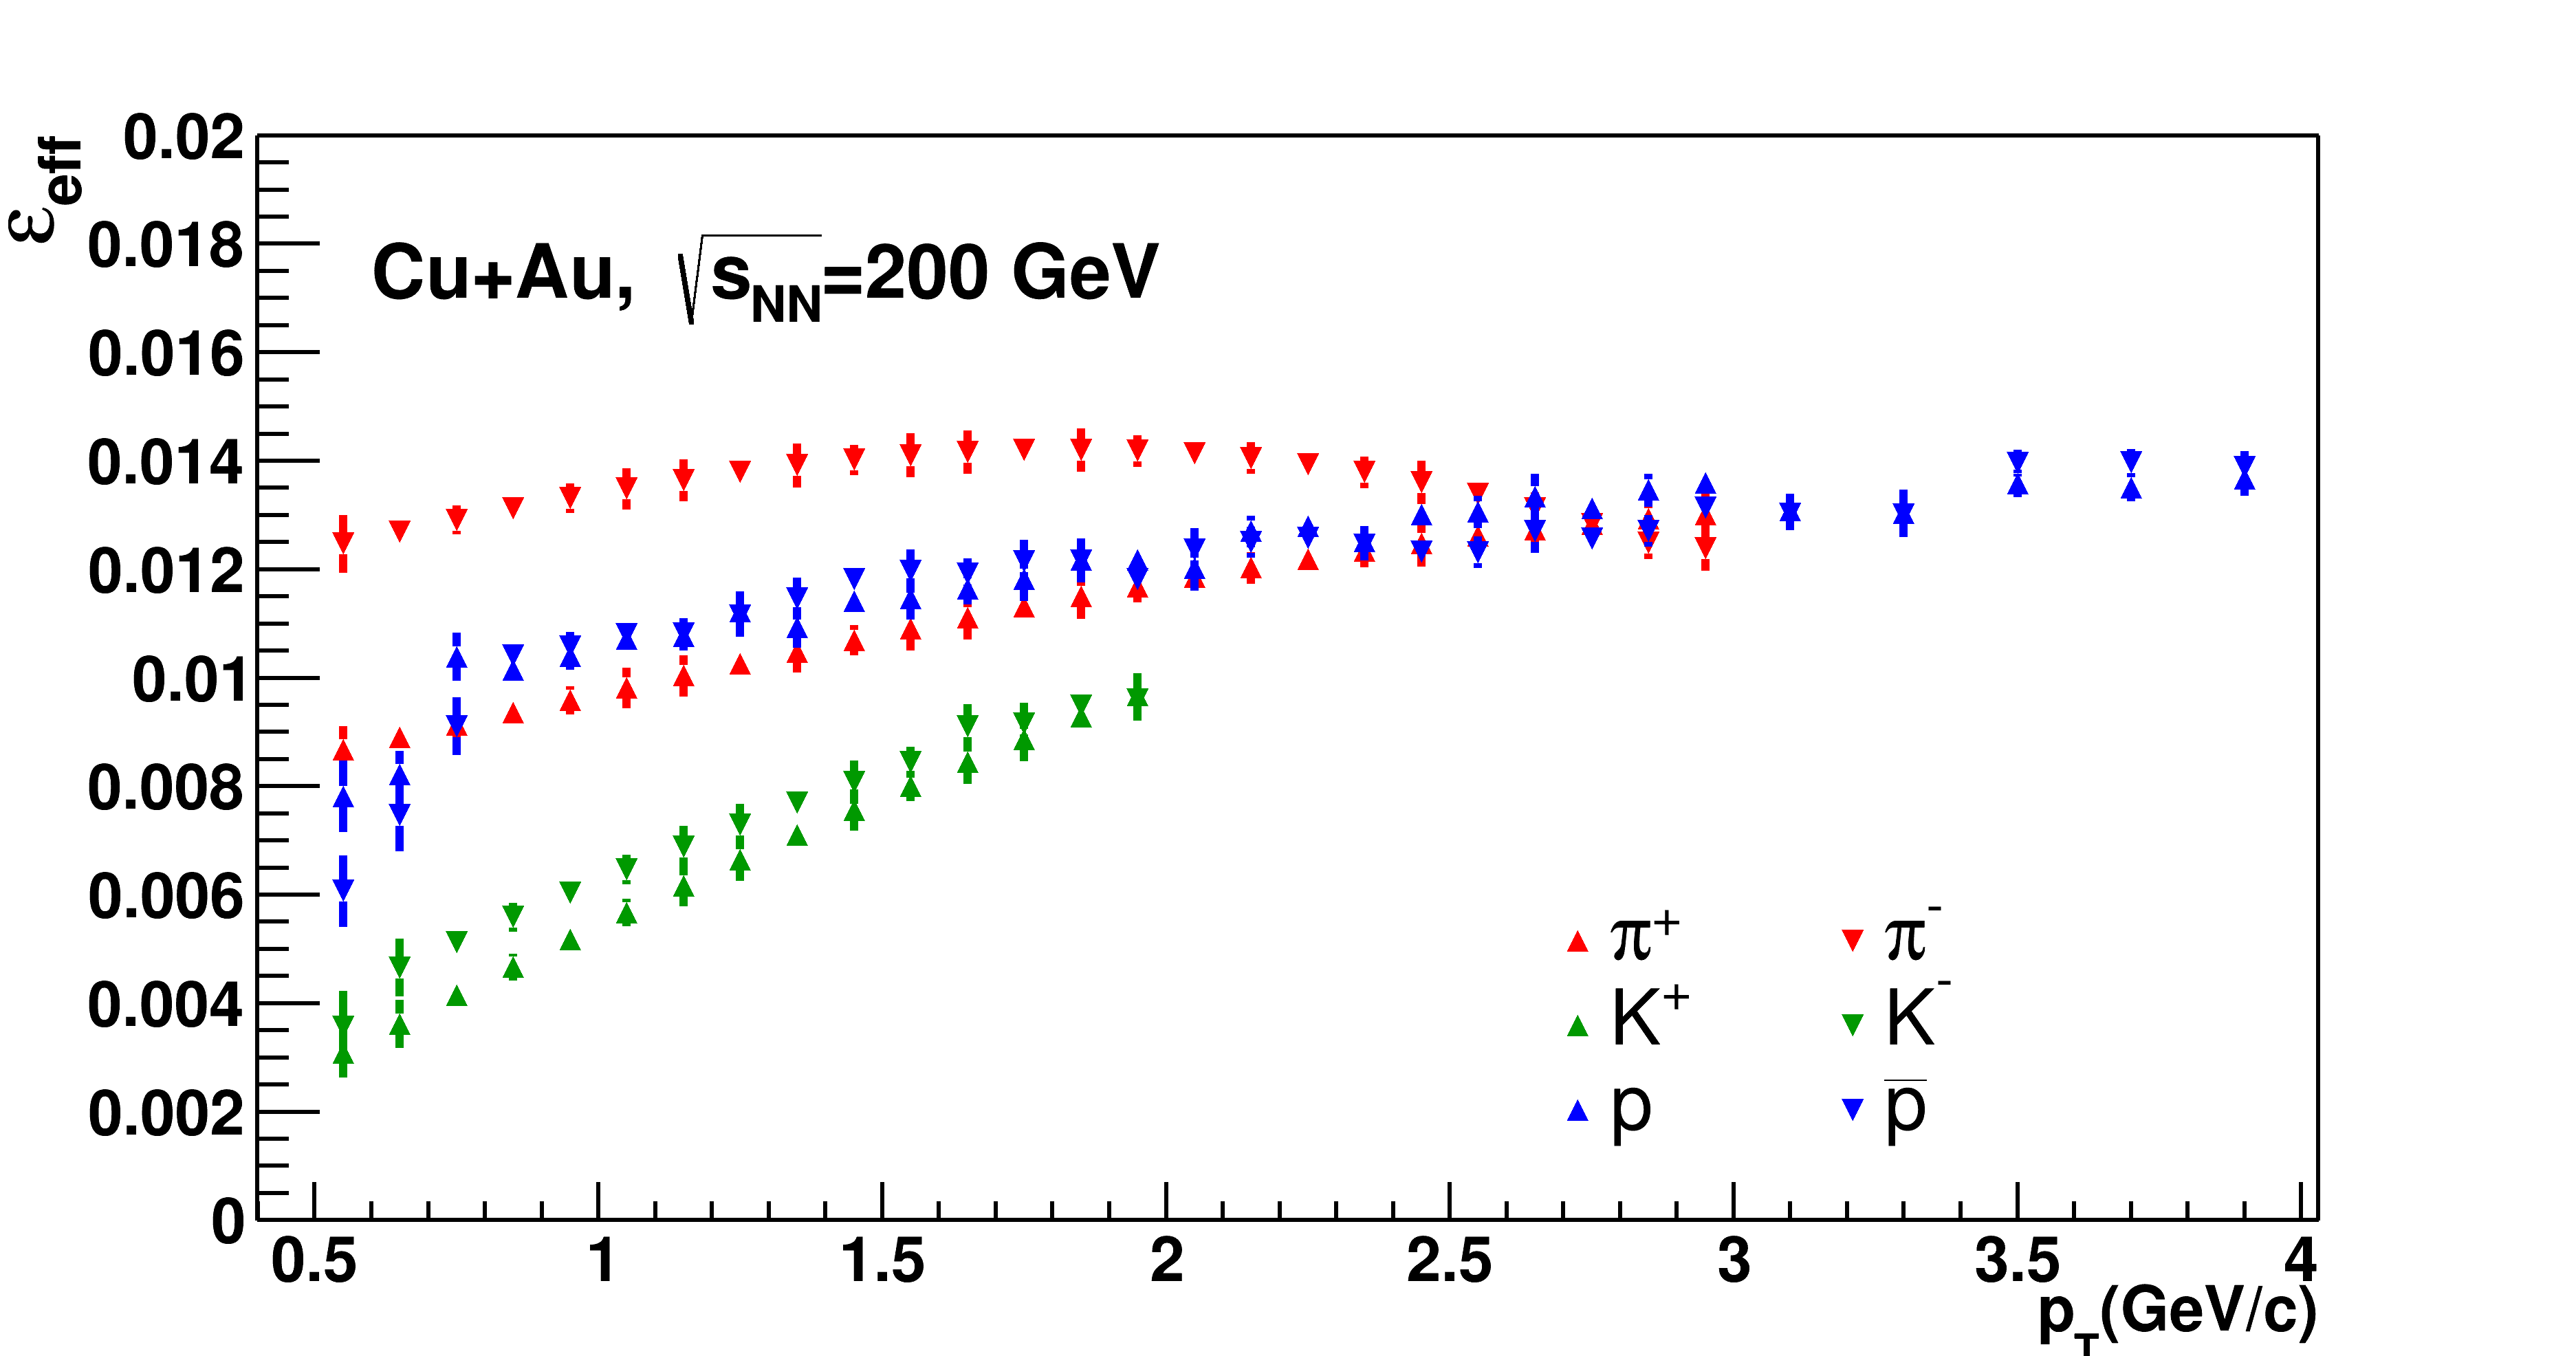 ε_eff
0.02
0.018
0.016
0.014
0.012
0.01
0.008
0.006
0.004
0.002
0
Cu+Au, √s_NN=200 GeV
π⁺ π⁻
K⁺ K⁻
p p̅
0.5 1 1.5 2 2.5 3 3.5 4
p_T(GeV/c)